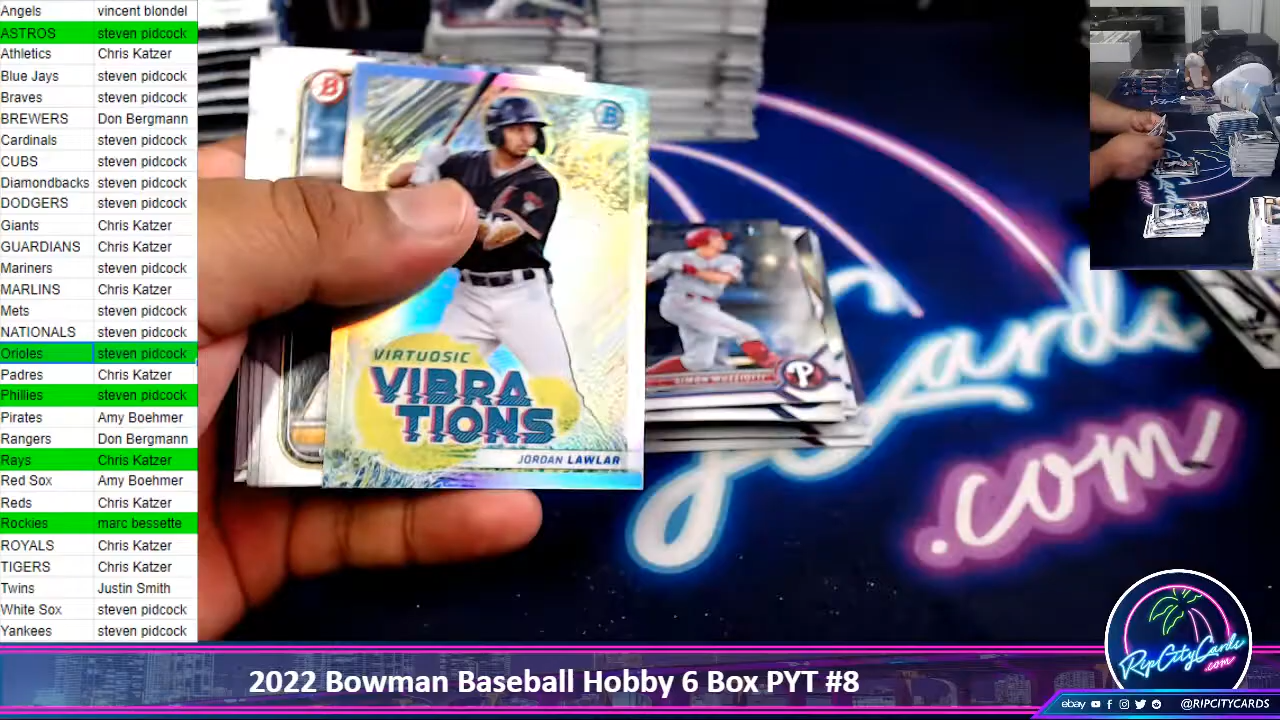 Angels vincent blondel
ASTROS steven pidcock
Athletics Chris Katzer
Blue Jays steven pidcock
Braves steven pidcock
BREWERS Don Bergmann
Cardinals steven pidcock
CUBS steven pidcock
Diamondbacks steven pidcock
DODGERS steven pidcock
Giants Chris Katzer
GUARDIANS Chris Katzer
Mariners steven pidcock
MARLINS Chris Katzer
Mets steven pidcock
NATIONALS steven pidcock
Orioles steven pidcock
Padres Chris Katzer
Phillies steven pidcock
Pirates Amy Boehmer
Rangers Don Bergmann
Rays Chris Katzer
Red Sox Amy Boehmer
Reds Chris Katzer
Rockies marc bessette
ROYALS Chris Katzer
TIGERS Chris Katzer
Twins Justin Smith
White Sox steven pidcock
Yankees steven pidcock
B
B
VIRTUOSIC
VIBRA
TIONS
JORDAN LAWLAR
P
Cards
.com
RipCityCards
.com
2022 Bowman Baseball Hobby 6 Box PYT #8
ebay
@RIPCITYCARDS